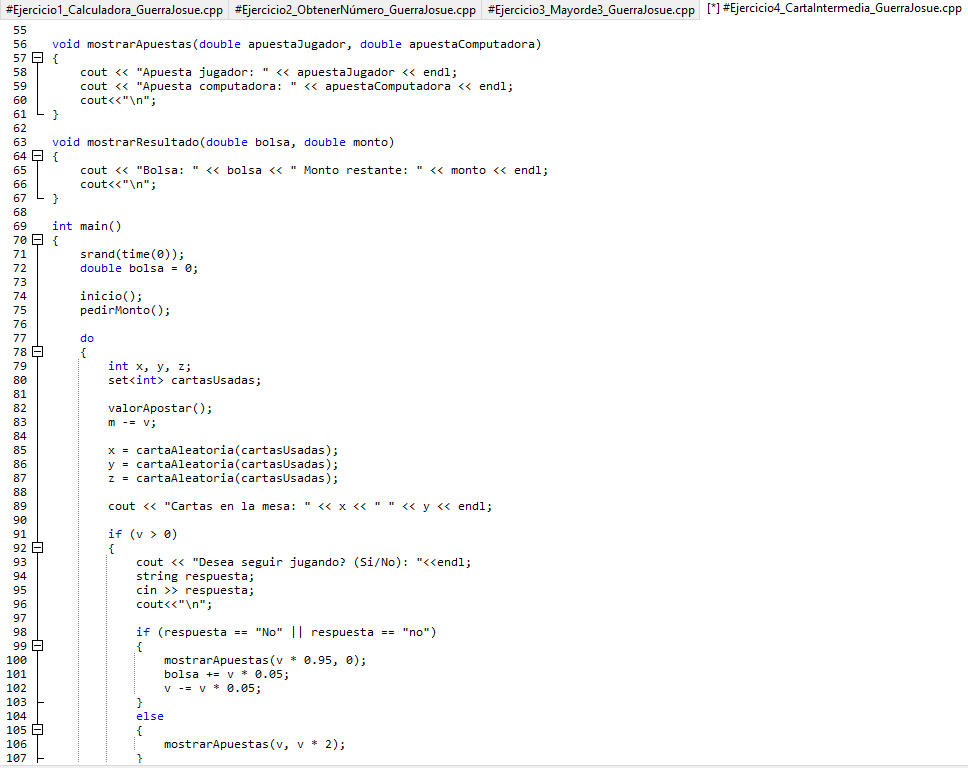 #Ejercicio1_Calculadora_GuerraJosue.cpp #Ejercicio2_ObtenerNúmero_GuerraJosue.cpp #Ejercicio3_Mayorde3_GuerraJosue.cpp [*] #Ejercicio4_CartaIntermedia_GuerraJosue.cpp
55
56 void mostrarApuestas(double apuestaJugador, double apuestaComputadora)
57 {
58 cout << "Apuesta jugador: " << apuestaJugador << endl;
59 cout << "Apuesta computadora: " << apuestaComputadora << endl;
60 cout<<"\n";
61 }
62
63 void mostrarResultado(double bolsa, double monto)
64 {
65 cout << "Bolsa: " << bolsa << " Monto restante: " << monto << endl;
66 cout<<"\n";
67 }
68
69 int main()
70 {
71 srand(time(0));
72 double bolsa = 0;
73
74 inicio();
75 pedirMonto();
76
77 do
78 {
79 int x, y, z;
80 set<int> cartasUsadas;
81
82 valorApostar();
83 m -= v;
84
85 x = cartaAleatoria(cartasUsadas);
86 y = cartaAleatoria(cartasUsadas);
87 z = cartaAleatoria(cartasUsadas);
88
89 cout << "Cartas en la mesa: " << x << " " << y << endl;
90
91 if (v > 0)
92 {
93 cout << "Desea seguir jugando? (Si/No): "<<endl;
94 string respuesta;
95 cin >> respuesta;
96 cout<<"\n";
97
98 if (respuesta == "No" || respuesta == "no")
99 {
100 mostrarApuestas(v * 0.95, 0);
101 bolsa += v * 0.05;
102 v -= v * 0.05;
103 }
104 else
105 {
106 mostrarApuestas(v, v * 2);
107 }